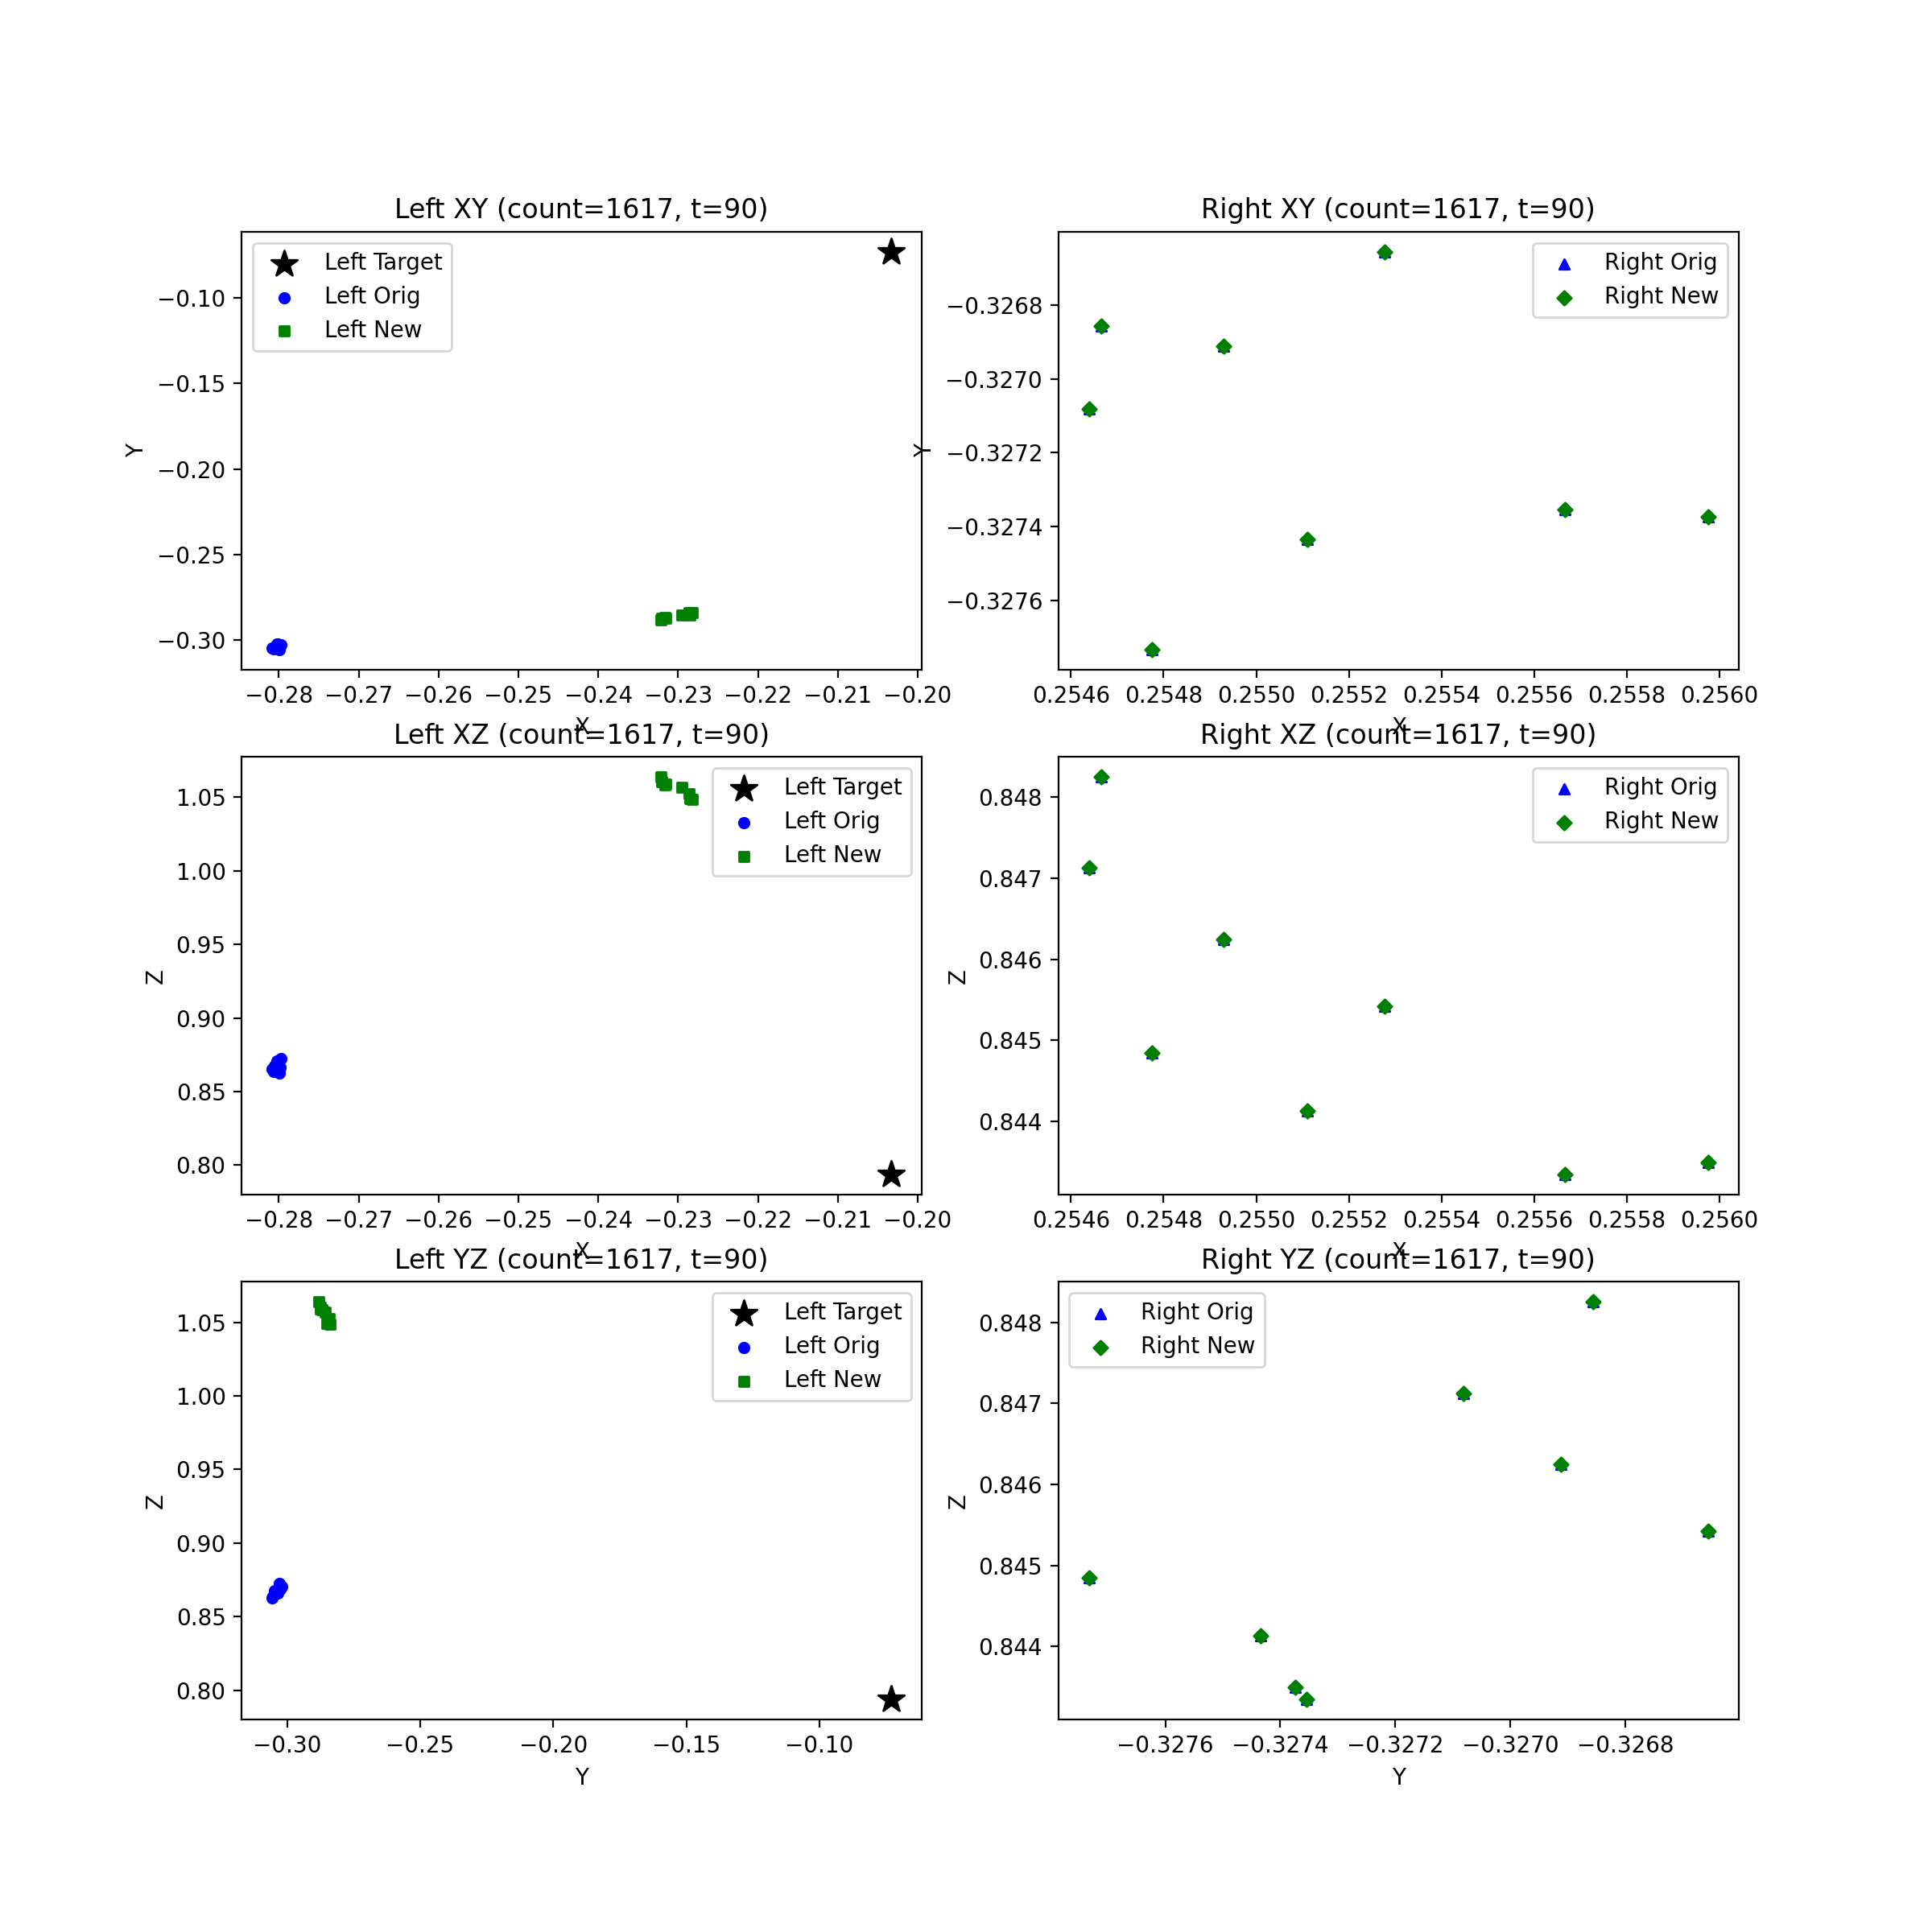 Left XY (count=1617, t=90)
Left Target
Left Orig
Left New
−0.10
−0.15
−0.20
−0.25
−0.30
Y
−0.28 −0.27 −0.26 −0.25 −0.24 −0.23 −0.22 −0.21 −0.20
X
Right XY (count=1617, t=90)
Right Orig
Right New
−0.3268
−0.3270
−0.3272
−0.3274
−0.3276
Y
0.2546 0.2548 0.2550 0.2552 0.2554 0.2556 0.2558 0.2560
X
Left XZ (count=1617, t=90)
Left Target
Left Orig
Left New
1.05
1.00
0.95
0.90
0.85
0.80
Z
−0.28 −0.27 −0.26 −0.25 −0.24 −0.23 −0.22 −0.21 −0.20
X
Right XZ (count=1617, t=90)
Right Orig
Right New
0.848
0.847
0.846
0.845
0.844
Z
0.2546 0.2548 0.2550 0.2552 0.2554 0.2556 0.2558 0.2560
X
Left YZ (count=1617, t=90)
Left Target
Left Orig
Left New
1.05
1.00
0.95
0.90
0.85
0.80
Z
−0.30 −0.25 −0.20 −0.15 −0.10
Y
Right YZ (count=1617, t=90)
Right Orig
Right New
0.848
0.847
0.846
0.845
0.844
Z
−0.3276 −0.3274 −0.3272 −0.3270 −0.3268
Y